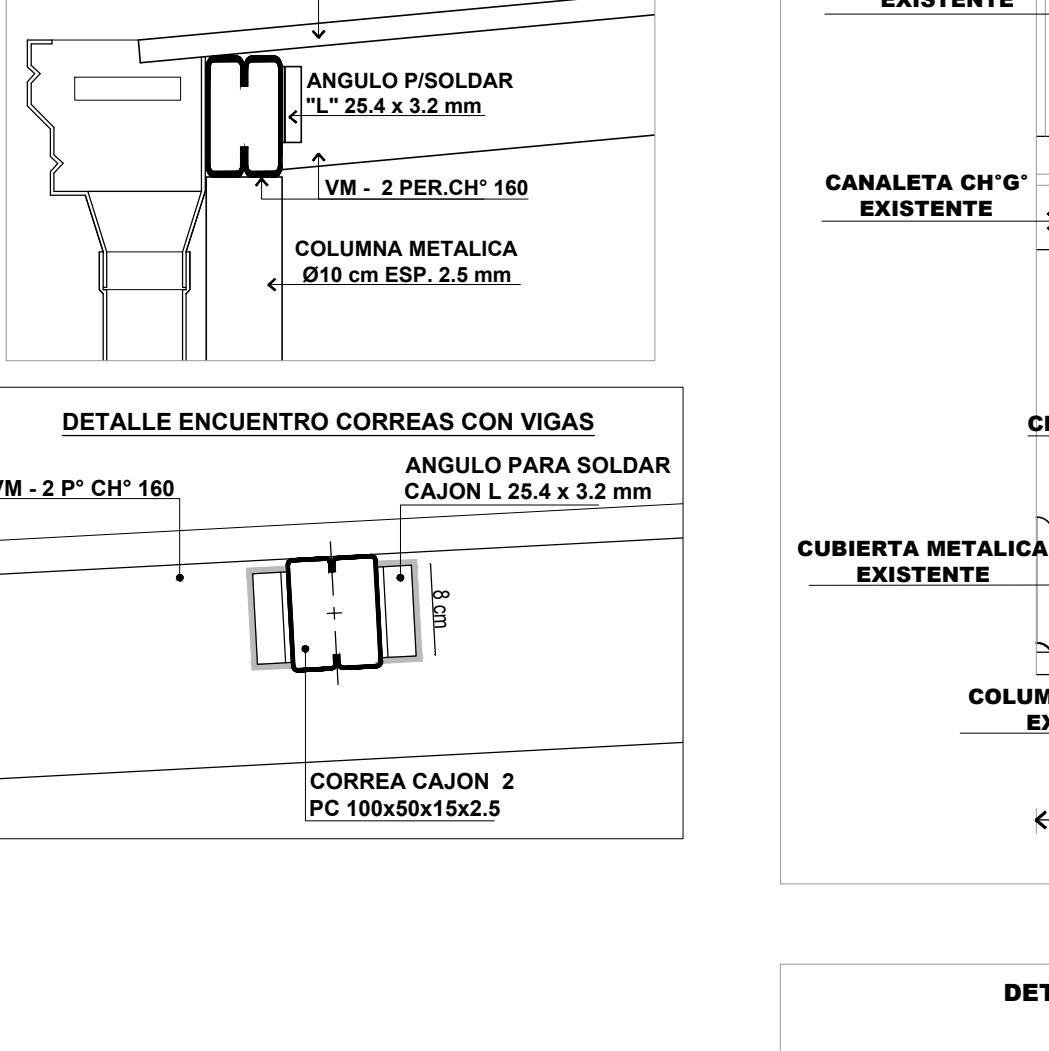 ANGULO P/SOLDAR
"L" 25.4 x 3.2 mm
VM - 2 PER.CH° 160
COLUMNA METALICA
Ø10 cm ESP. 2.5 mm
DETALLE ENCUENTRO CORREAS CON VIGAS
ANGULO PARA SOLDAR
CAJON L 25.4 x 3.2 mm
VM - 2 P° CH° 160
8 cm
CORREA CAJON 2
PC 100x50x15x2.5
EXISTENTE
CANALETA CH°G°
EXISTENTE
CUBIERTA METALICA
EXISTENTE